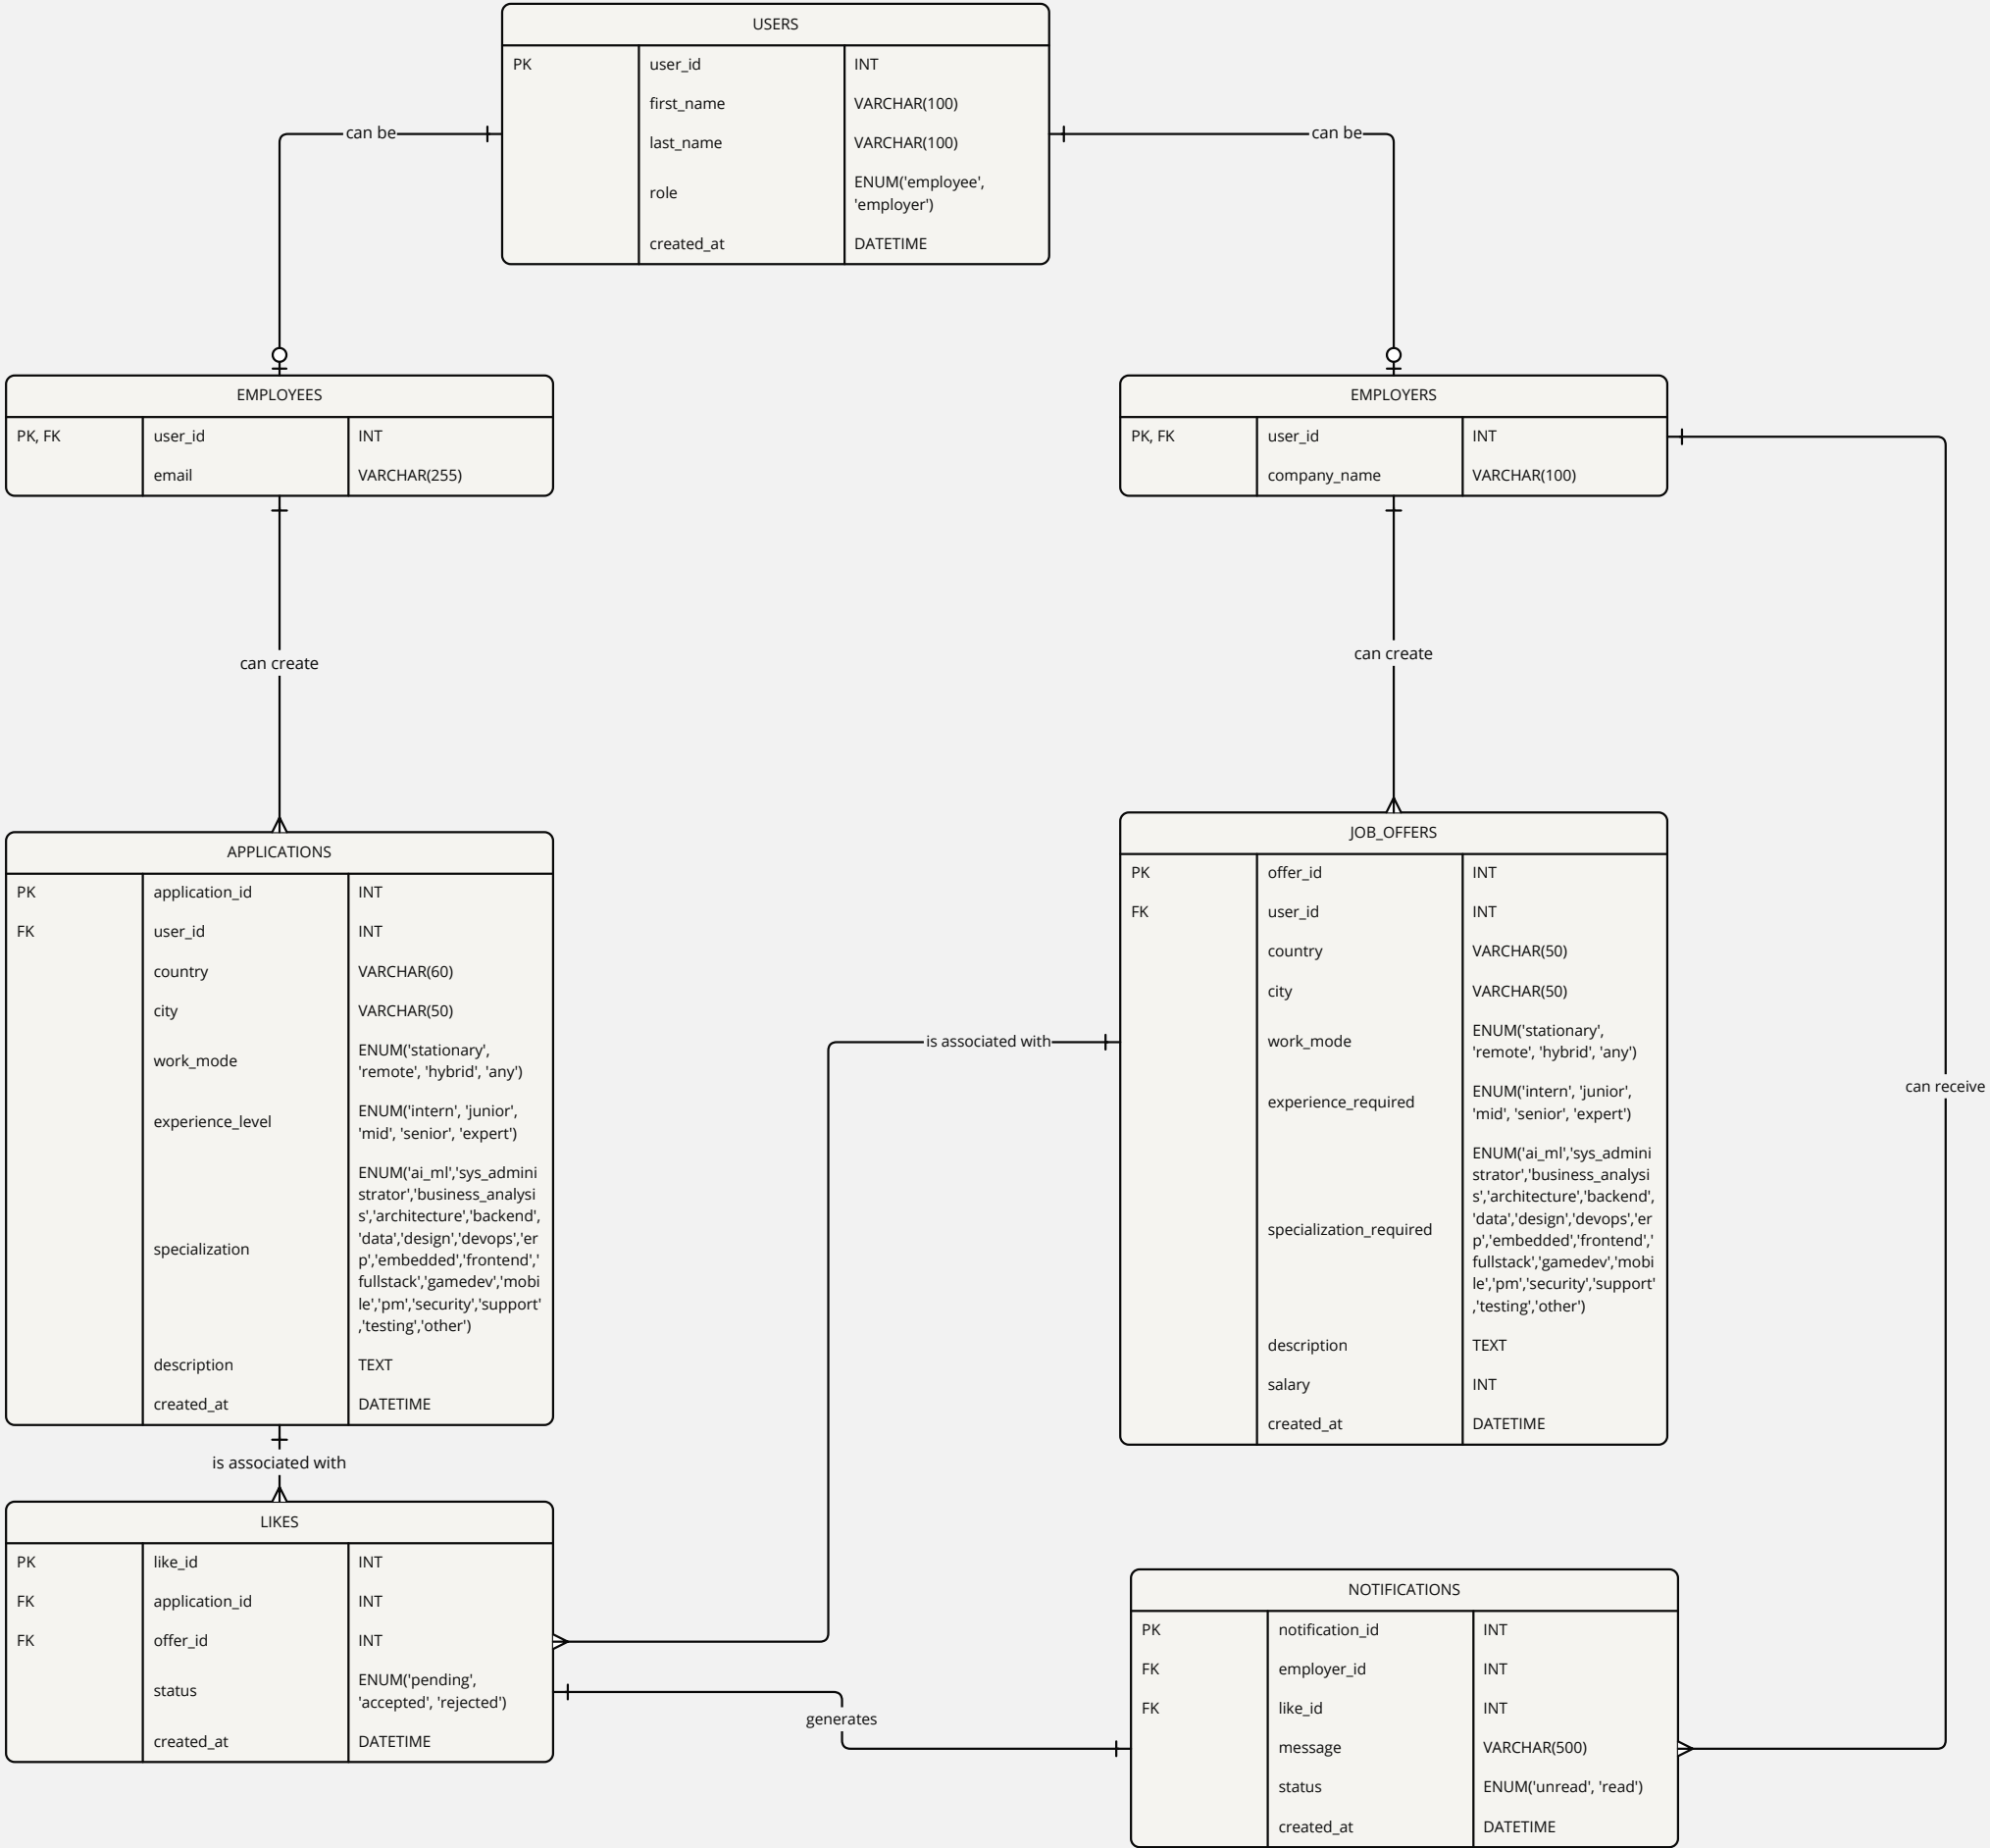 USERS
PK user_id INT
first_name VARCHAR(100)
last_name VARCHAR(100)
role ENUM('employee',
'employer')
created_at DATETIME
can be
can be
EMPLOYEES
PK, FK user_id INT
email VARCHAR(255)
EMPLOYERS
PK, FK user_id INT
company_name VARCHAR(100)
can create
can create
APPLICATIONS
PK application_id INT
FK user_id INT
country VARCHAR(60)
city VARCHAR(50)
work_mode ENUM('stationary',
'remote', 'hybrid', 'any')
experience_level ENUM('intern', 'junior',
'mid', 'senior', 'expert')
specialization ENUM('ai_ml','sys_admini
strator','business_analysi
s','architecture','backend',
'data','design','devops','er
p','embedded','frontend','
fullstack','gamedev','mobi
le','pm','security','support'
,'testing','other')
description TEXT
created_at DATETIME
JOB_OFFERS
PK offer_id INT
FK user_id INT
country VARCHAR(50)
city VARCHAR(50)
work_mode ENUM('stationary',
'remote', 'hybrid', 'any')
experience_required ENUM('intern', 'junior',
'mid', 'senior', 'expert')
specialization_required ENUM('ai_ml','sys_admini
strator','business_analysi
s','architecture','backend',
'data','design','devops','er
p','embedded','frontend','
fullstack','gamedev','mobi
le','pm','security','support'
,'testing','other')
description TEXT
salary INT
created_at DATETIME
is associated with
can receive
is associated with
LIKES
PK like_id INT
FK application_id INT
FK offer_id INT
status ENUM('pending',
'accepted', 'rejected')
created_at DATETIME
generates
NOTIFICATIONS
PK notification_id INT
FK employer_id INT
FK like_id INT
message VARCHAR(500)
status ENUM('unread', 'read')
created_at DATETIME